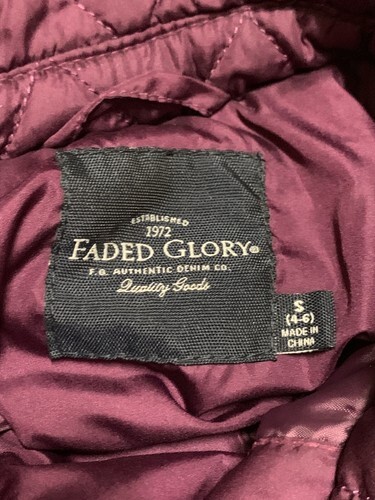 ESTABLISHED
1972
FADED GLORY®
F.G. AUTHENTIC DENIM CO.
Quality Goods
S
(4-6)
MADE IN
CHINA